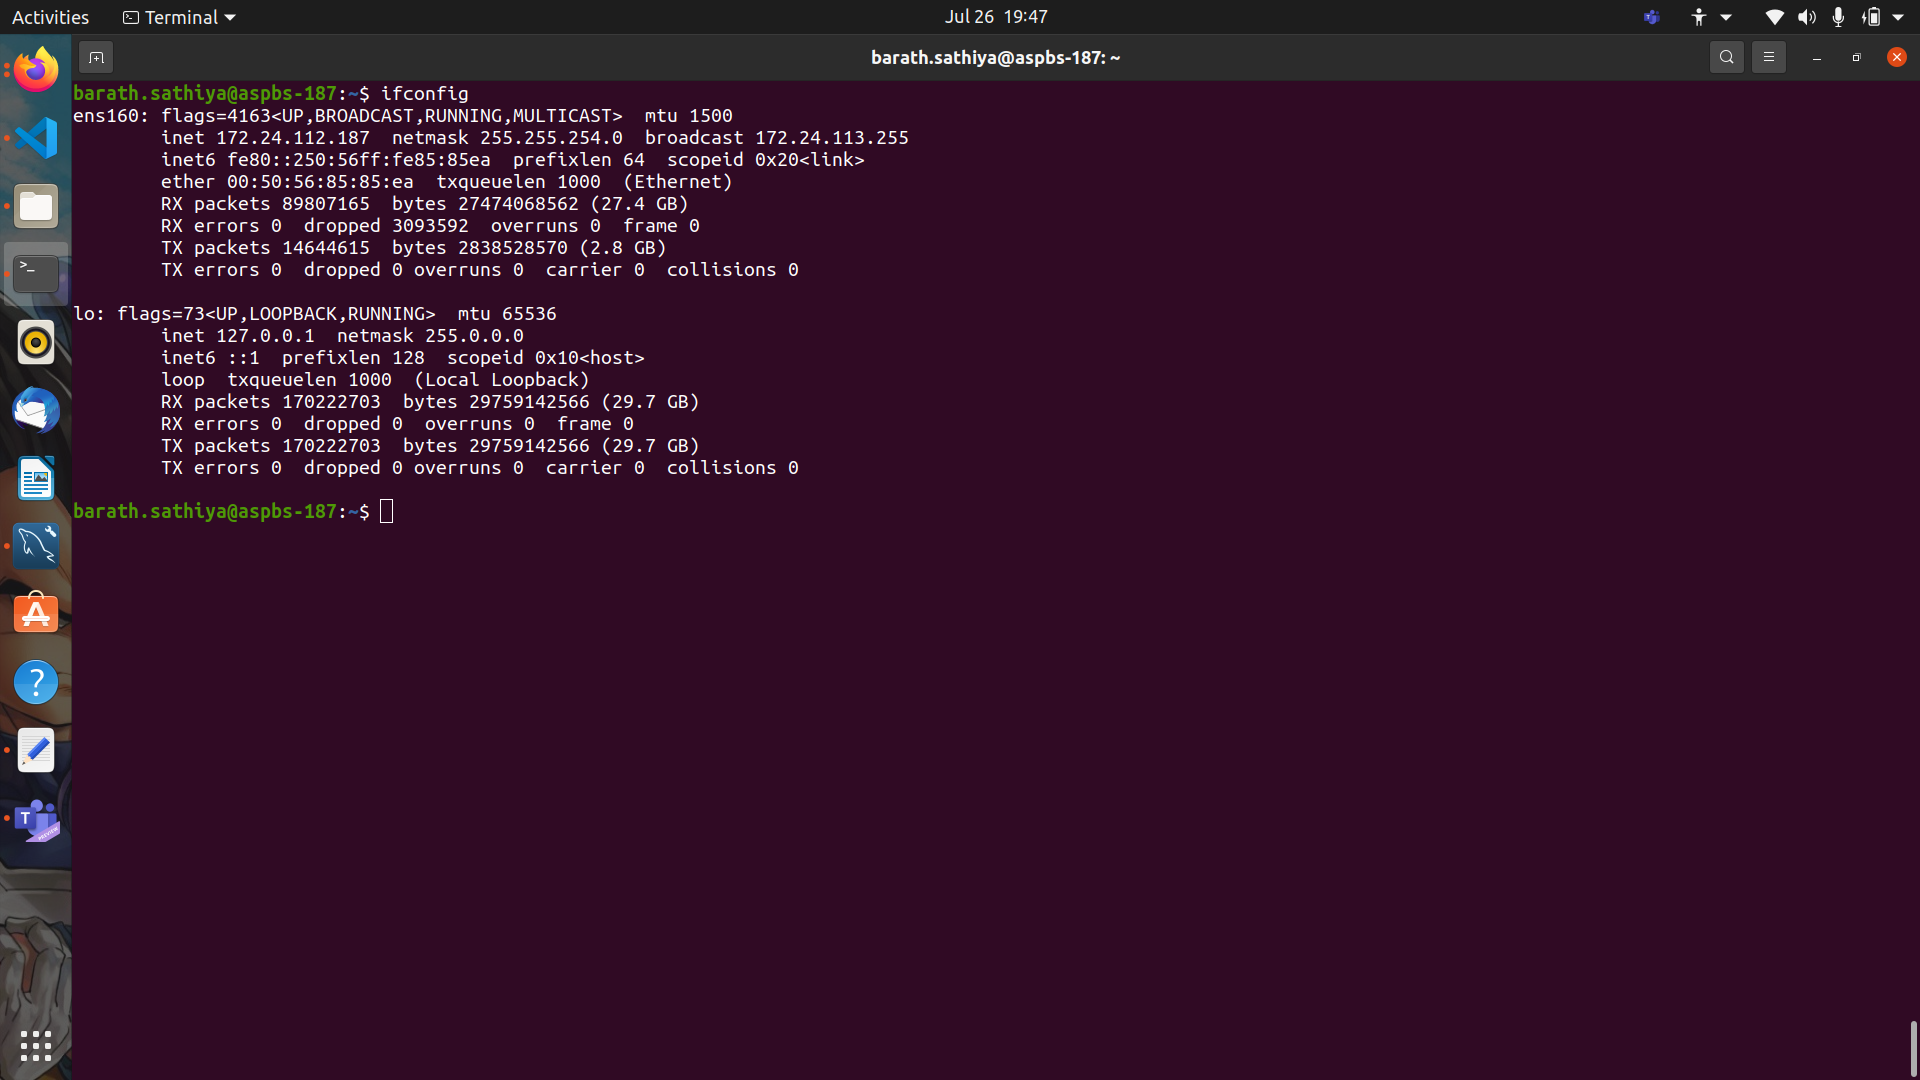 Activities Terminal Jul 26 19:47
barath.sathiya@aspbs-187: ~
barath.sathiya@aspbs-187:~$ ifconfig
ens160: flags=4163<UP,BROADCAST,RUNNING,MULTICAST>  mtu 1500
        inet 172.24.112.187  netmask 255.255.254.0  broadcast 172.24.113.255
        inet6 fe80::250:56ff:fe85:85ea  prefixlen 64  scopeid 0x20<link>
        ether 00:50:56:85:85:ea  txqueuelen 1000  (Ethernet)
        RX packets 89807165  bytes 27474068562 (27.4 GB)
        RX errors 0  dropped 3093592  overruns 0  frame 0
        TX packets 14644615  bytes 2838528570 (2.8 GB)
        TX errors 0  dropped 0 overruns 0  carrier 0  collisions 0

lo: flags=73<UP,LOOPBACK,RUNNING>  mtu 65536
        inet 127.0.0.1  netmask 255.0.0.0
        inet6 ::1  prefixlen 128  scopeid 0x10<host>
        loop  txqueuelen 1000  (Local Loopback)
        RX packets 170222703  bytes 29759142566 (29.7 GB)
        RX errors 0  dropped 0  overruns 0  frame 0
        TX packets 170222703  bytes 29759142566 (29.7 GB)
        TX errors 0  dropped 0 overruns 0  carrier 0  collisions 0

barath.sathiya@aspbs-187:~$
>_
?
T
PREVIEW